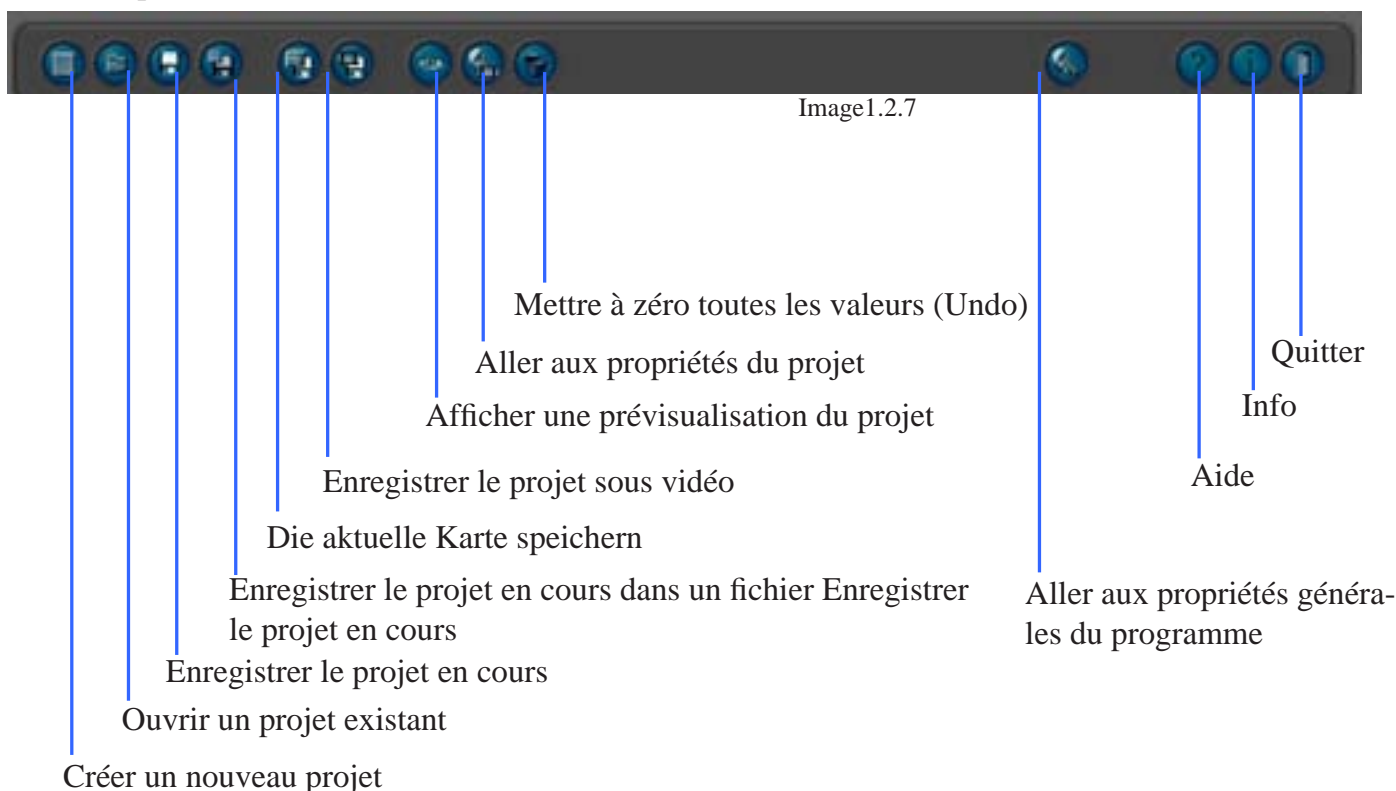 Image1.2.7
Mettre à zéro toutes les valeurs (Undo)
Quitter
Aller aux propriétés du projet
Info
Afficher une prévisualisation du projet
Aide
Enregistrer le projet sous vidéo
Die aktuelle Karte speichern
Enregistrer le projet en cours dans un fichier Enregistrer
le projet en cours
Aller aux propriétés généra-
les du programme
Enregistrer le projet en cours
Ouvrir un projet existant
Créer un nouveau projet